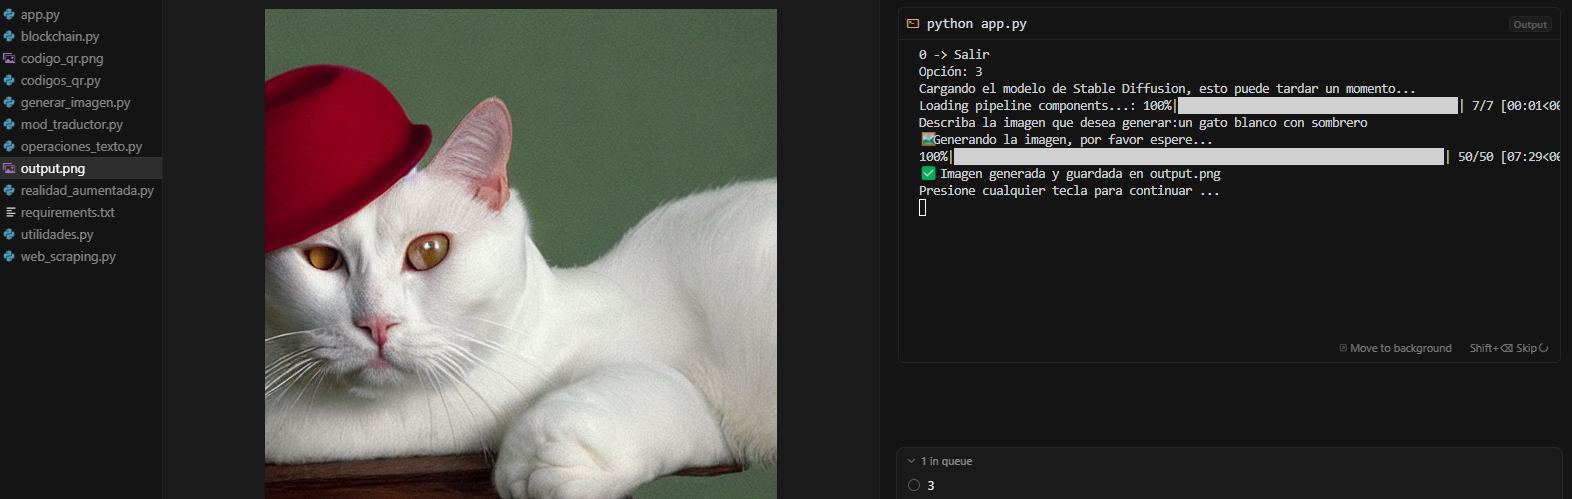 app.py
blockchain.py
codigo_qr.png
codigos_qr.py
generar_imagen.py
mod_traductor.py
operaciones_texto.py
output.png
realidad_aumentada.py
requirements.txt
utilidades.py
web_scraping.py
python app.py
Output
0 -> Salir
Opción: 3
Cargando el modelo de Stable Diffusion, esto puede tardar un momento...
Loading pipeline components...: 100%| | 7/7 [00:01<00
Describa la imagen que desea generar:un gato blanco con sombrero
Generando la imagen, por favor espere...
100%| | 50/50 [07:29<00
✅ Imagen generada y guardada en output.png
Presione cualquier tecla para continuar ...
Move to background Shift+⌫ Skip
1 in queue
3